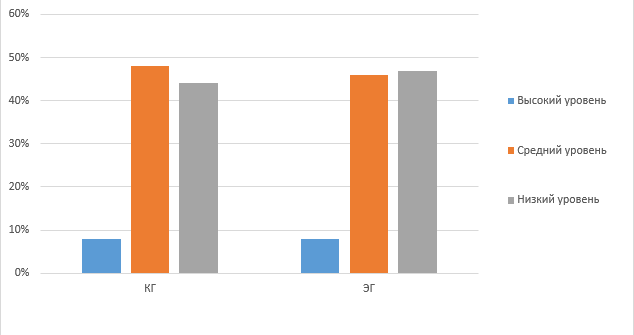 60%
50%
40%
30%
20%
10%
0%
КГ
ЭГ
Высокий уровень
Средний уровень
Низкий уровень